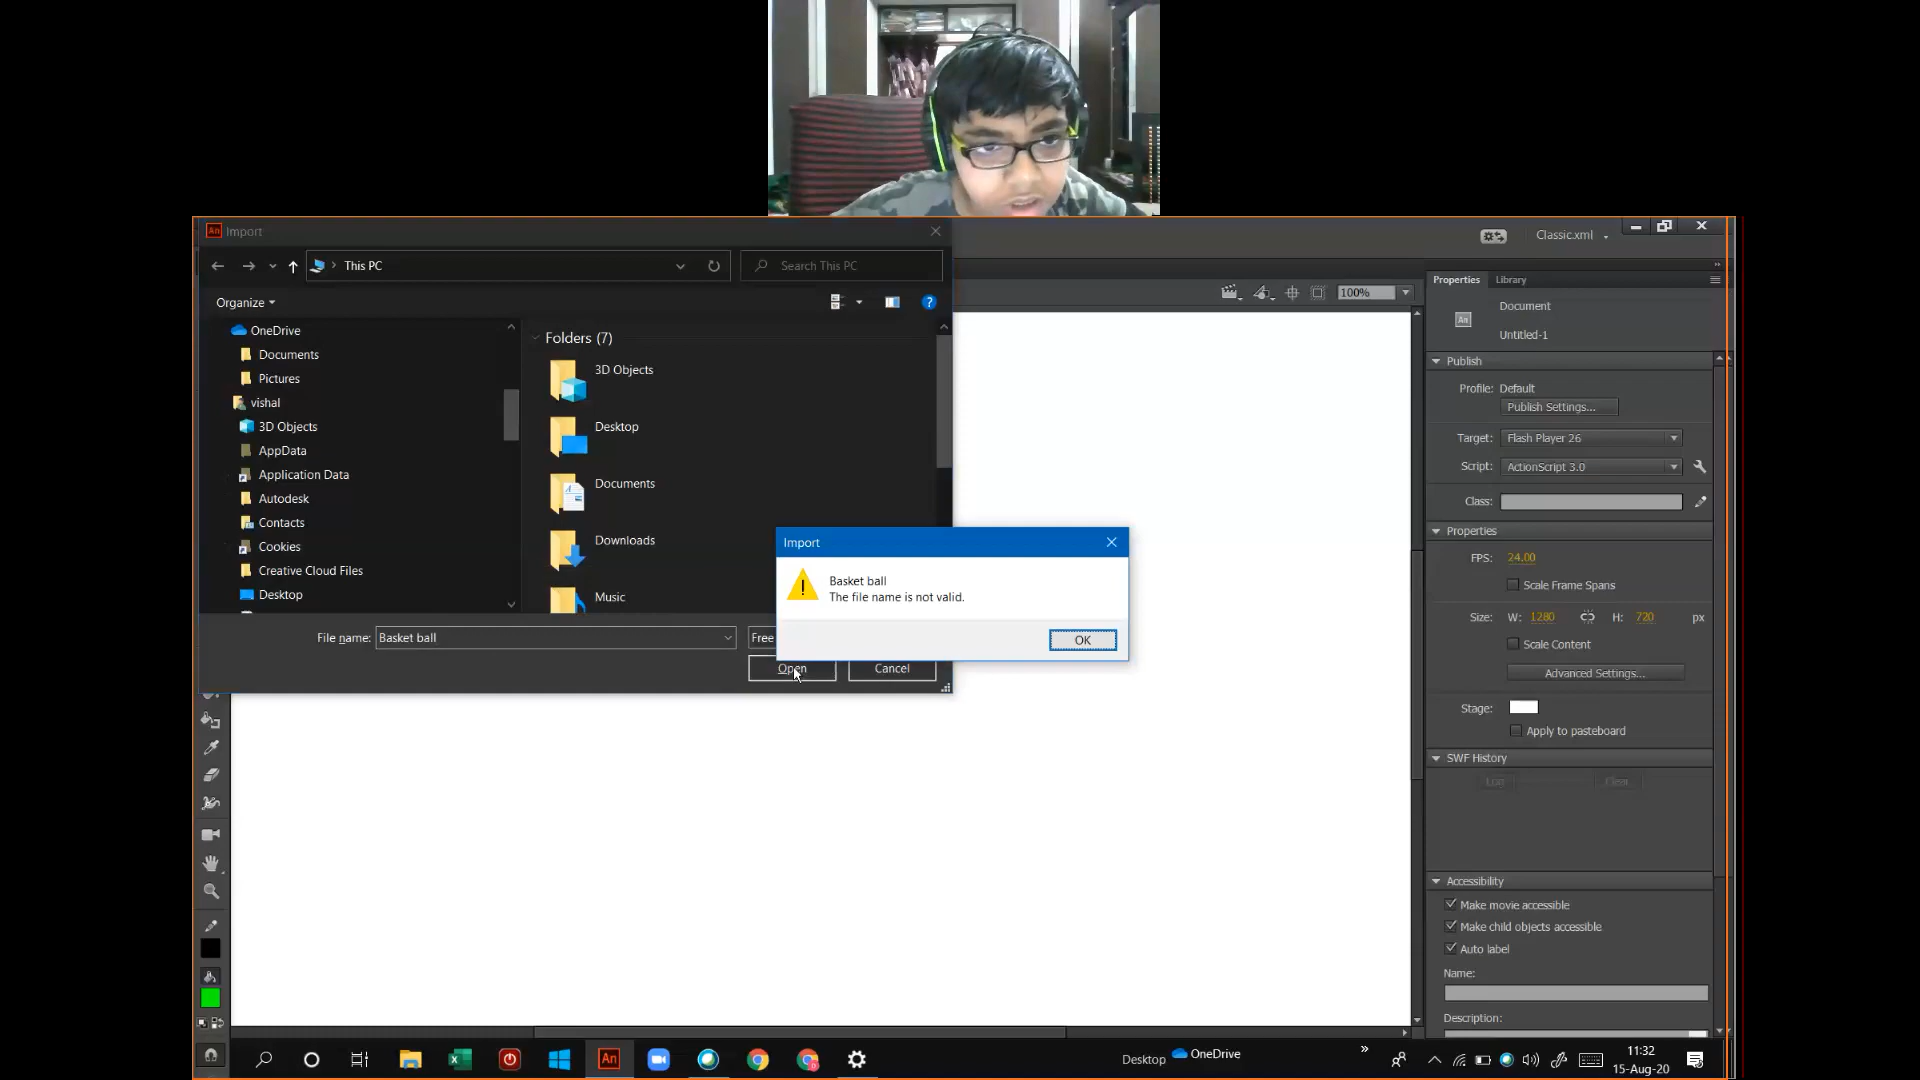 An Import
This PC
Search This PC
Organize
OneDrive
Documents
Pictures
vishal
3D Objects
AppData
Application Data
Autodesk
Contacts
Cookies
Creative Cloud Files
Desktop
Folders (7)
3D Objects
Desktop
Documents
Downloads
Music
File name: Basket ball
Free
Open
Cancel
Import
Basket ball
The file name is not valid.
OK
Classic.xml
100%
Properties
Library
An
Document
Untitled-1
Publish
Profile: Default
Publish Settings...
Target: Flash Player 26
Script: ActionScript 3.0
Class:
Properties
FPS: 24.00
Scale Frame Spans
Size: W: 1280 H: 720 px
Scale Content
Advanced Settings...
Stage:
Apply to pasteboard
SWF History
Clear
Accessibility
Make movie accessible
Make child objects accessible
Auto label
Name:
Description:
An
Desktop
OneDrive
11:32
15-Aug-20